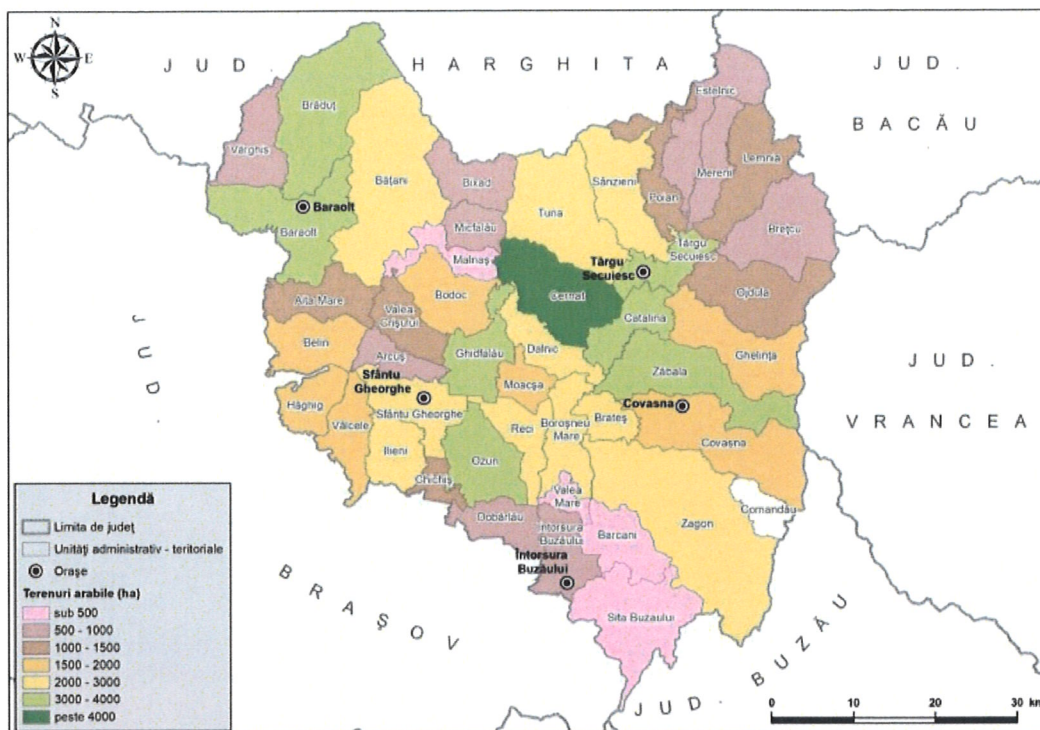 N
W E
S
JUD. HARGHITA
JUD.
BACĂU
JUD.
VRANCEA
JUD. BUZĂU
JUD.
BRAŞOV
Estelnic
Brăduţ
Lemnia
Vârghiş
Mereni
Bixad
Sânzieni
Băţani
Poian
Baraolt
Turia
Micfalău
Breţcu
Baraolt
Târgu
Secuiesc
Malnaş
Târgu
Secuiesc
Cernat
Ojdula
Bodoc
Aita Mare
Valea
Crişului
Catalina
Belin
Dalnic
Ghidfalău
Ghelinţa
Arcuş
Zăbala
Sfântu
Gheorghe
Moacşa
Covasna
Hăghig
Sfântu Gheorghe
Vâlcele
Reci
Boroşneu
Mare
Brateş
Covasna
Ilieni
Ozun
Chichiş
Valea
Mare
Comandău
Dobârlău
Zagon
Intorsura
Buzăului
Barcani
Întorsura
Buzăului
Sita Buzaului
Legendă
Limita de judeţ
Unităţi administrativ - teritoriale
Oraşe
Terenuri arabile (ha)
sub 500
500 - 1000
1000 - 1500
1500 - 2000
2000 - 3000
3000 - 4000
peste 4000
0 10 20 30 km